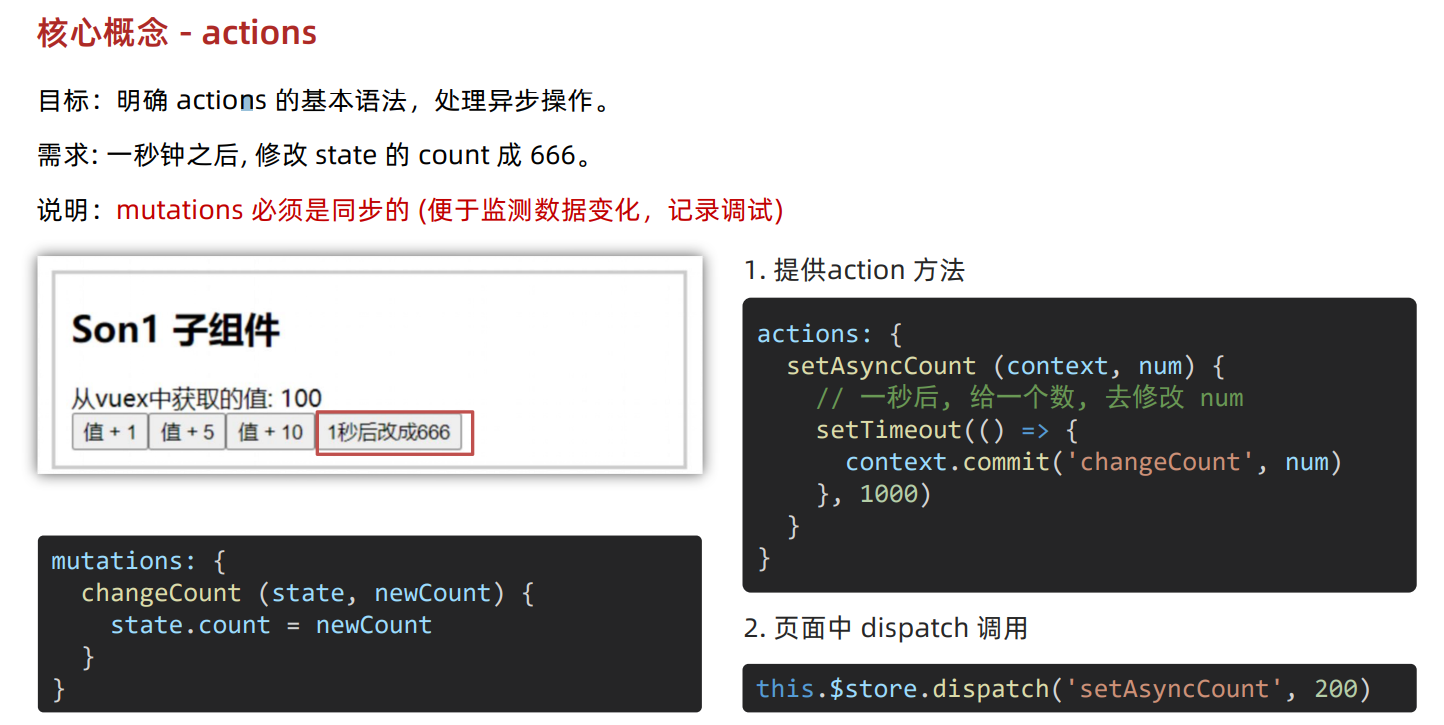 核心概念 - actions
目标：明确 actions 的基本语法，处理异步操作。
需求: 一秒钟之后, 修改 state 的 count 成 666。
说明：mutations 必须是同步的 (便于监测数据变化，记录调试)
Son1 子组件
从vuex中获取的值: 100
值 + 1 值 + 5 值 + 10 1秒后改成666
mutations: {
  changeCount (state, newCount) {
    state.count = newCount
  }
}
1. 提供action 方法
actions: {
  setAsyncCount (context, num) {
    // 一秒后, 给一个数, 去修改 num
    setTimeout(() => {
      context.commit('changeCount', num)
    }, 1000)
  }
}
2. 页面中 dispatch 调用
this.$store.dispatch('setAsyncCount', 200)